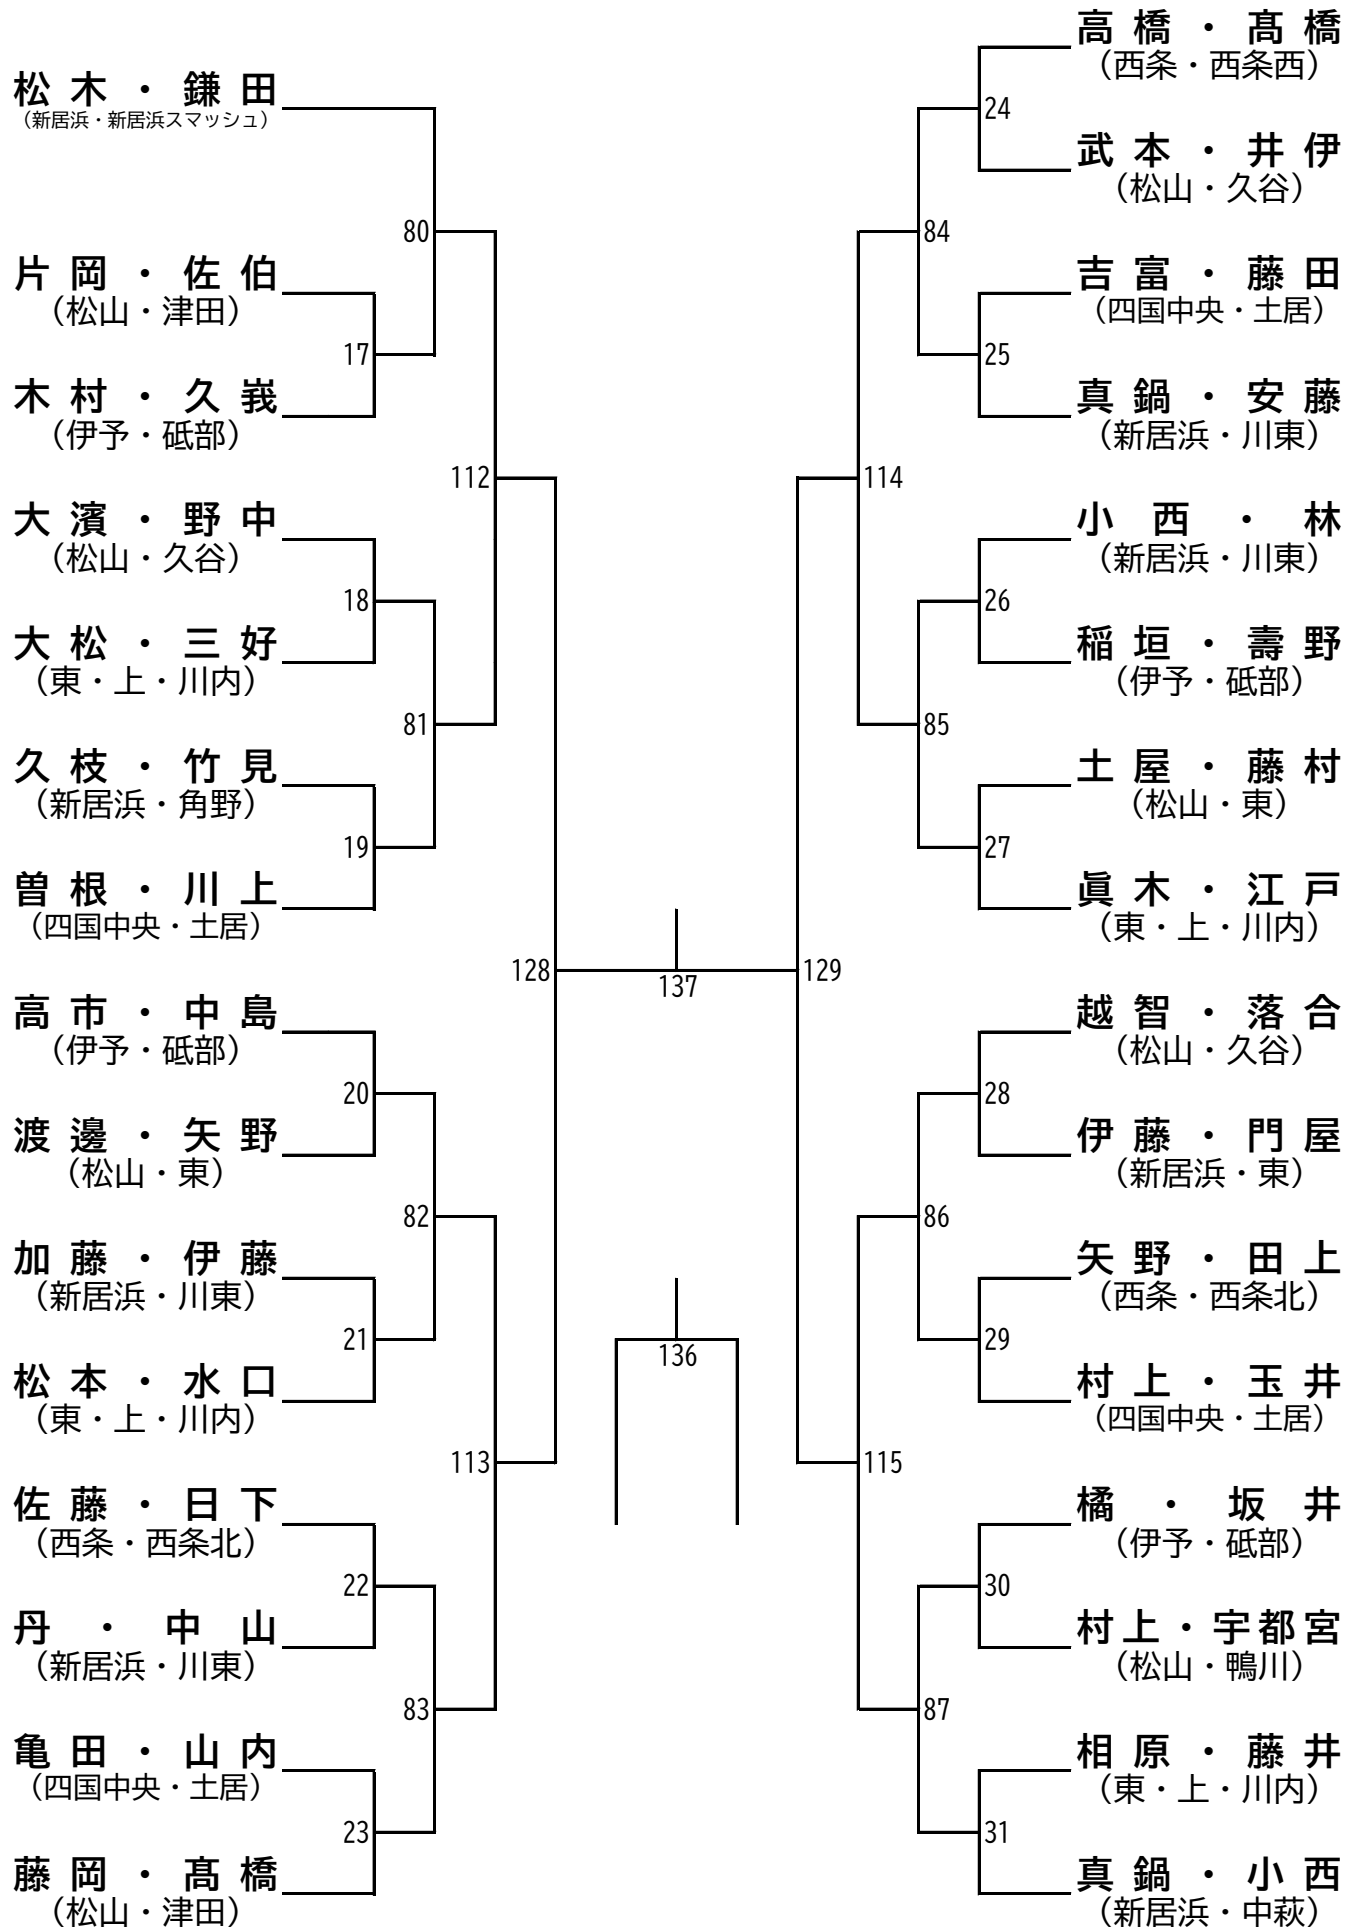 松木・鎌田
（新居浜・新居浜スマッシュ）
片岡・佐伯
（松山・津田）
木村・久峩
（伊予・砥部）
大濱・野中
（松山・久谷）
大松・三好
（東・上・川内）
久枝・竹見
（新居浜・角野）
曽根・川上
（四国中央・土居）
高市・中島
（伊予・砥部）
渡邊・矢野
（松山・東）
加藤・伊藤
（新居浜・川東）
松本・水口
（東・上・川内）
佐藤・日下
（西条・西条北）
丹・中山
（新居浜・川東）
亀田・山内
（四国中央・土居）
藤岡・髙橋
（松山・津田）
17
18
19
20
21
22
23
80
81
82
83
112
113
128
137
136
129
114
115
84
85
86
87
24
25
26
27
28
29
30
31
高橋・髙橋
（西条・西条西）
武本・井伊
（松山・久谷）
吉富・藤田
（四国中央・土居）
真鍋・安藤
（新居浜・川東）
小西・林
（新居浜・川東）
稲垣・壽野
（伊予・砥部）
土屋・藤村
（松山・東）
眞木・江戸
（東・上・川内）
越智・落合
（松山・久谷）
伊藤・門屋
（新居浜・東）
矢野・田上
（西条・西条北）
村上・玉井
（四国中央・土居）
橘・坂井
（伊予・砥部）
村上・宇都宮
（松山・鴨川）
相原・藤井
（東・上・川内）
真鍋・小西
（新居浜・中萩）